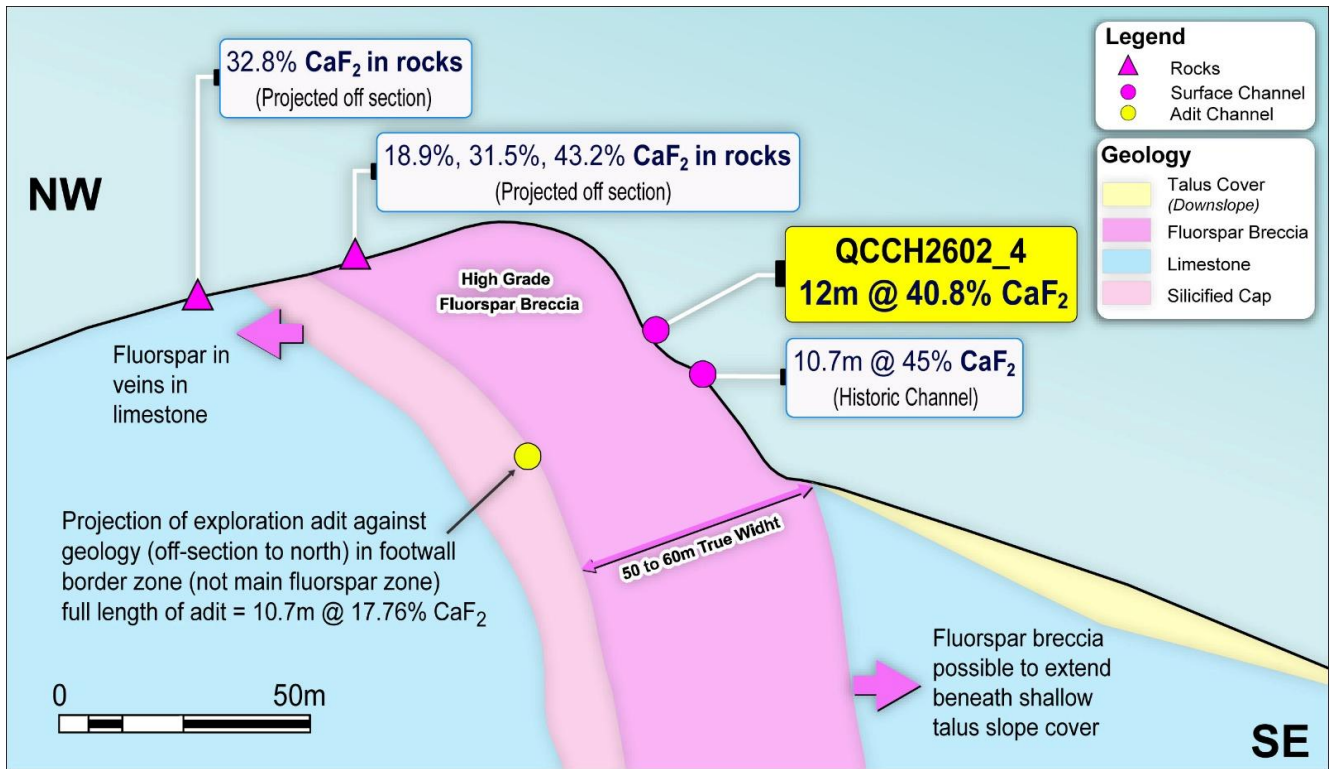 32.8% CaF₂ in rocks
(Projected off section)
18.9%, 31.5%, 43.2% CaF₂ in rocks
(Projected off section)
NW
High Grade
Fluorspar Breccia
QCCH2602_4
12m @ 40.8% CaF₂
10.7m @ 45% CaF₂
(Historic Channel)
Legend
Rocks
Surface Channel
Adit Channel
Geology
Talus Cover
(Downslope)
Fluorspar Breccia
Limestone
Silicified Cap
Fluorspar in
veins in
limestone
Projection of exploration adit against
geology (off-section to north) in footwall
border zone (not main fluorspar zone)
full length of adit = 10.7m @ 17.76% CaF₂
50 to 60m True Widht
Fluorspar breccia
possible to extend
beneath shallow
talus slope cover
0 50m
SE